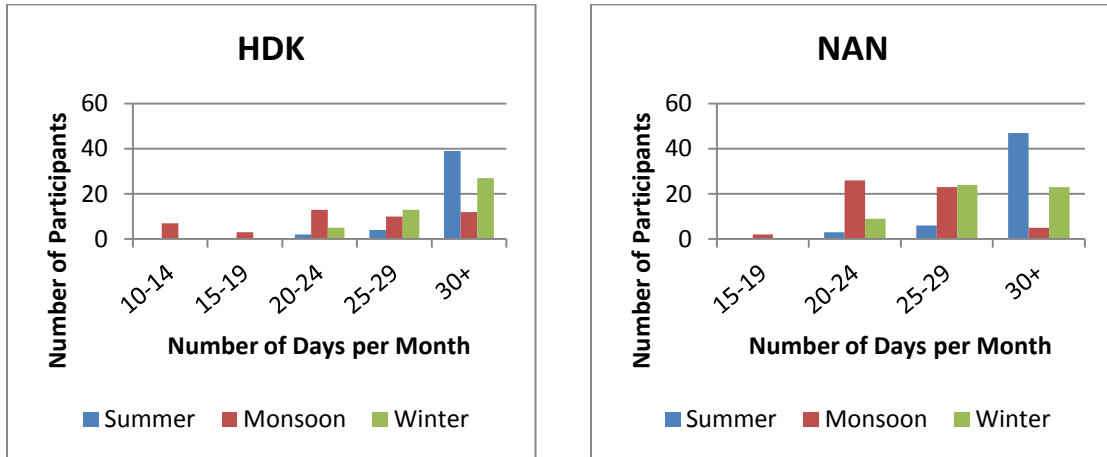 HDK
Number of Participants
60
40
20
0
10-14
15-19
20-24
25-29
30+
Number of Days per Month
Summer Monsoon Winter
NAN
Number of Participants
60
40
20
0
15-19
20-24
25-29
30+
Number of Days per Month
Summer Monsoon Winter